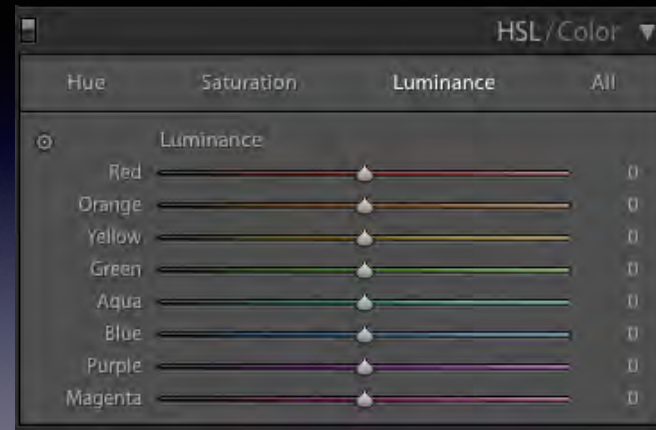 HSL/Color
Hue Saturation Luminance All
Luminance
Red 0
Orange 0
Yellow 0
Green 0
Aqua 0
Blue 0
Purple 0
Magenta 0